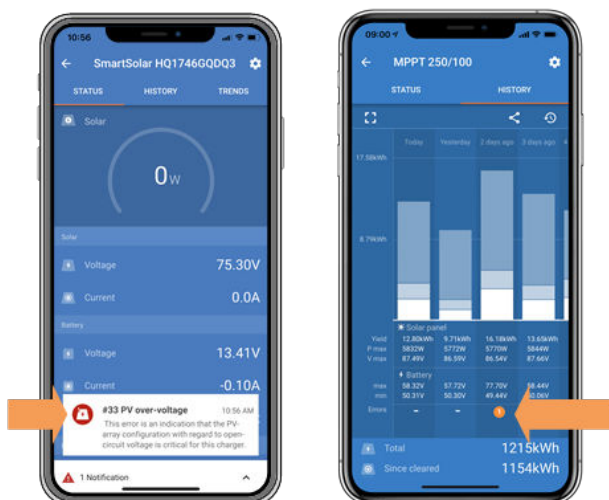 10:56
SmartSolar HQ1746GQDQ3
STATUS HISTORY TRENDS
Solar
0W
Solar
Voltage 75.30V
Current 0.0A
Battery
Voltage 13.41V
Current -0.10A
#33 PV over-voltage 10:56 AM
This error is an indication that the PV-
array configuration with regard to open-
circuit voltage is critical for this charger.
1 Notification
09:00
MPPT 250/100
STATUS HISTORY
Today Yesterday 2 days ago 3 days ago
17.58kWh
8.79kWh
Solar panel
Yield 12.80kWh 9.71kWh 16.18kWh 13.65kWh
P max 5832W 5772W 5770W 5844W
V max 87.49V 86.59V 86.54V 87.66V
Battery
max 58.32V 57.72V 77.70V 58.44V
min 50.31V 50.30V 49.44V
Errors - - 1
Total 1215kWh
Since cleared 1154kWh